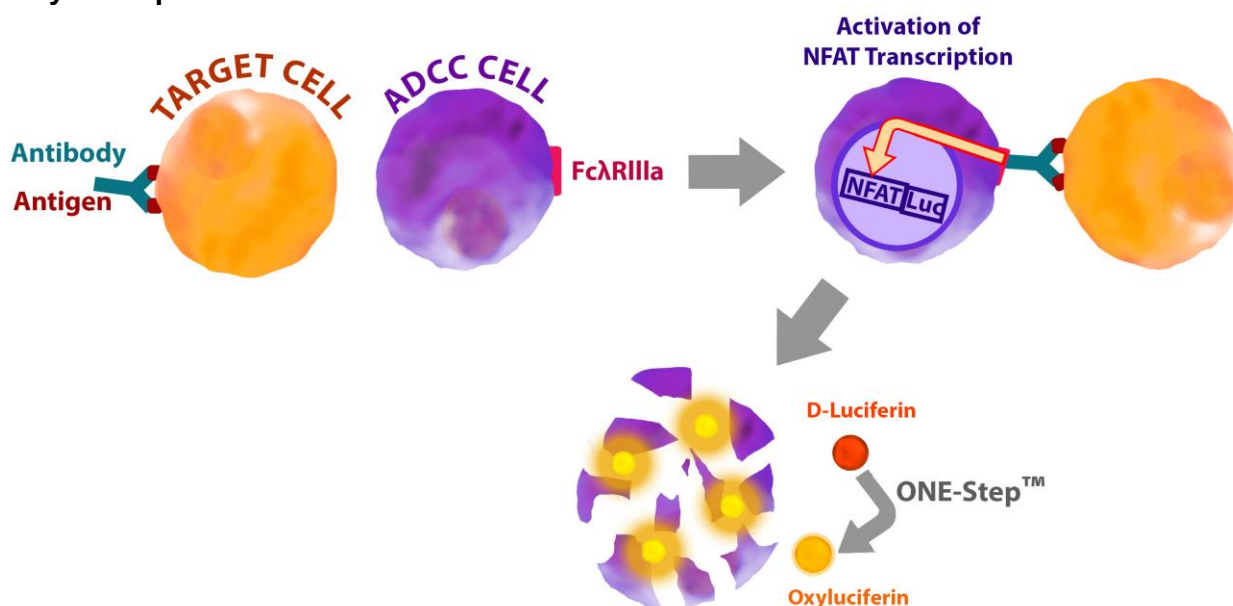 TARGET CELL
ADCC CELL
Activation of
NFAT Transcription
Antibody
Antigen
FcλRIIIa
NFAT Luc
D-Luciferin
ONE-Step™
Oxyluciferin